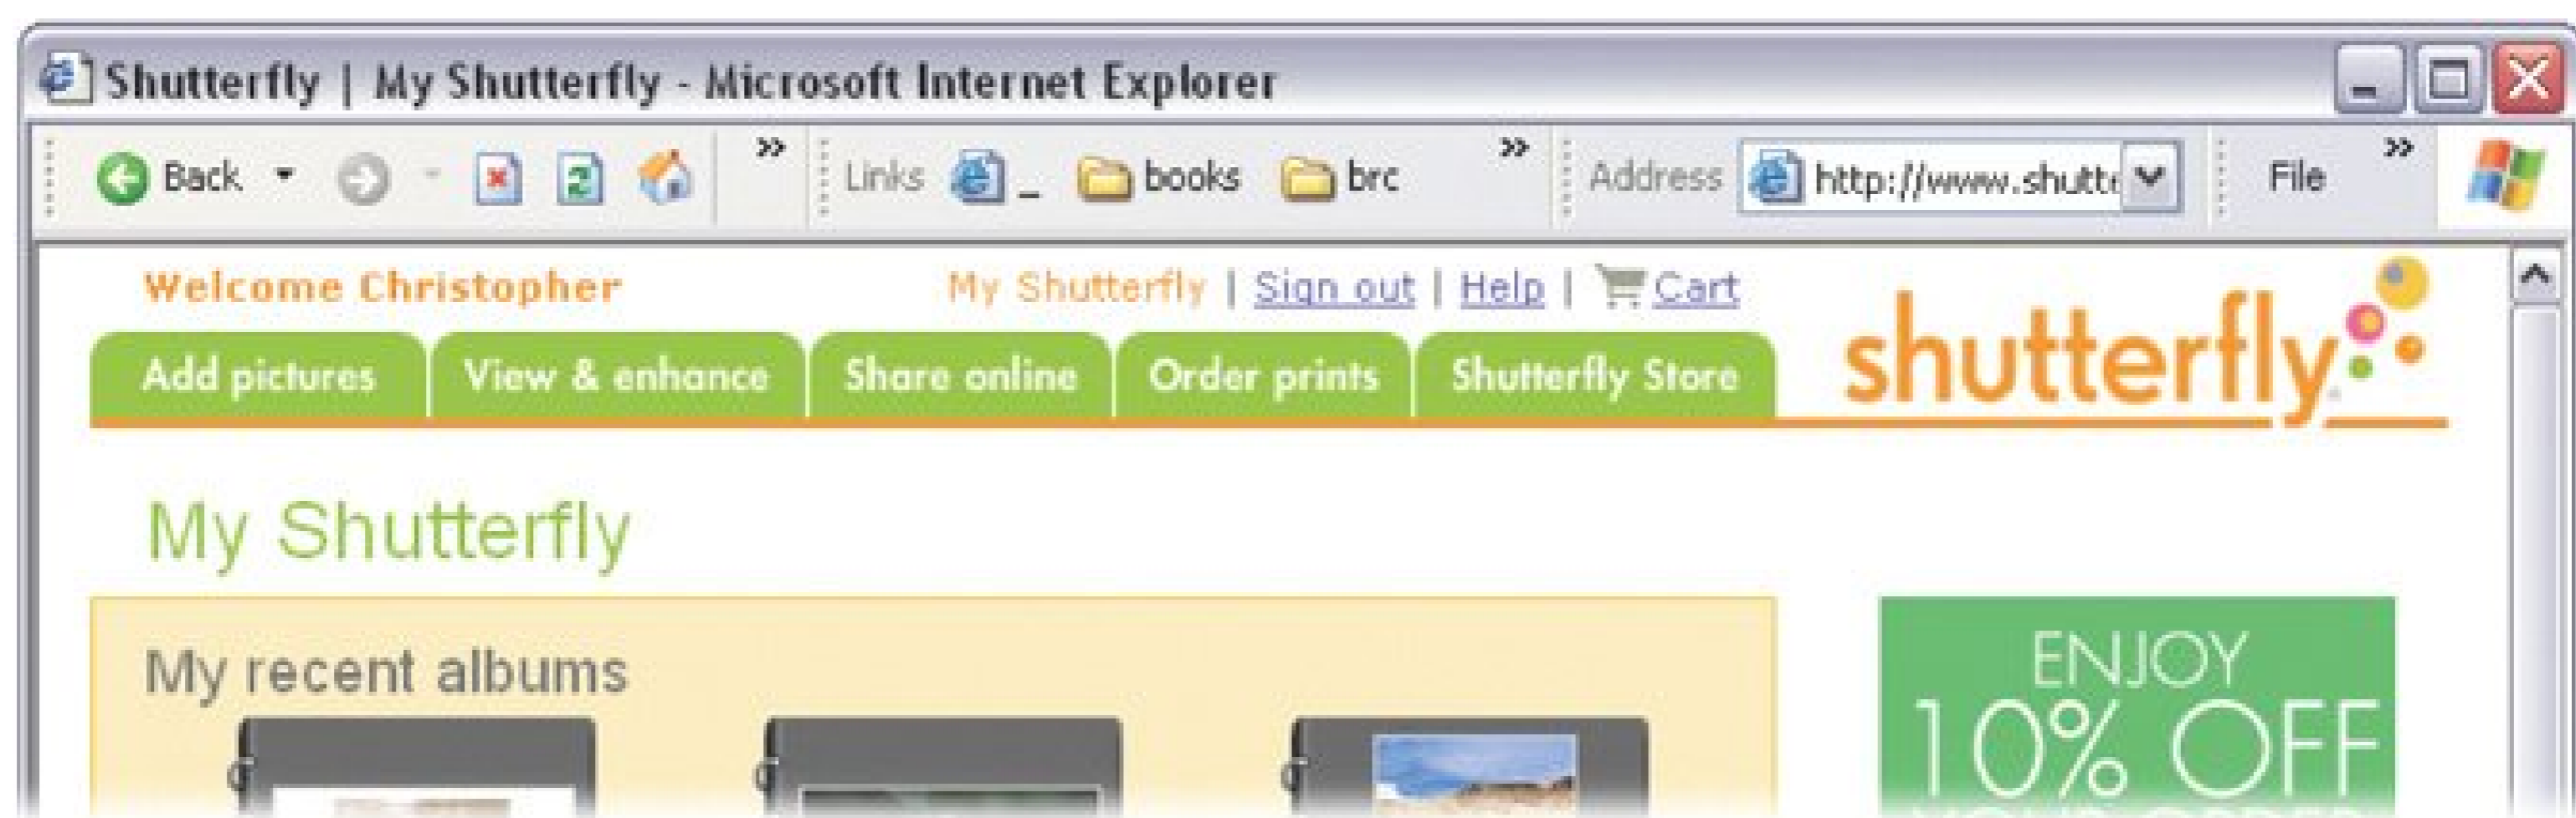 Shutterfly | My Shutterfly - Microsoft Internet Explorer
Back » Links _ books brc » Address http://www.shutt File »
Welcome Christopher My Shutterfly | Sign out | Help | Cart
shutterfly
Add pictures View & enhance Share online Order prints Shutterfly Store
My Shutterfly
My recent albums
ENJOY
10% OFF